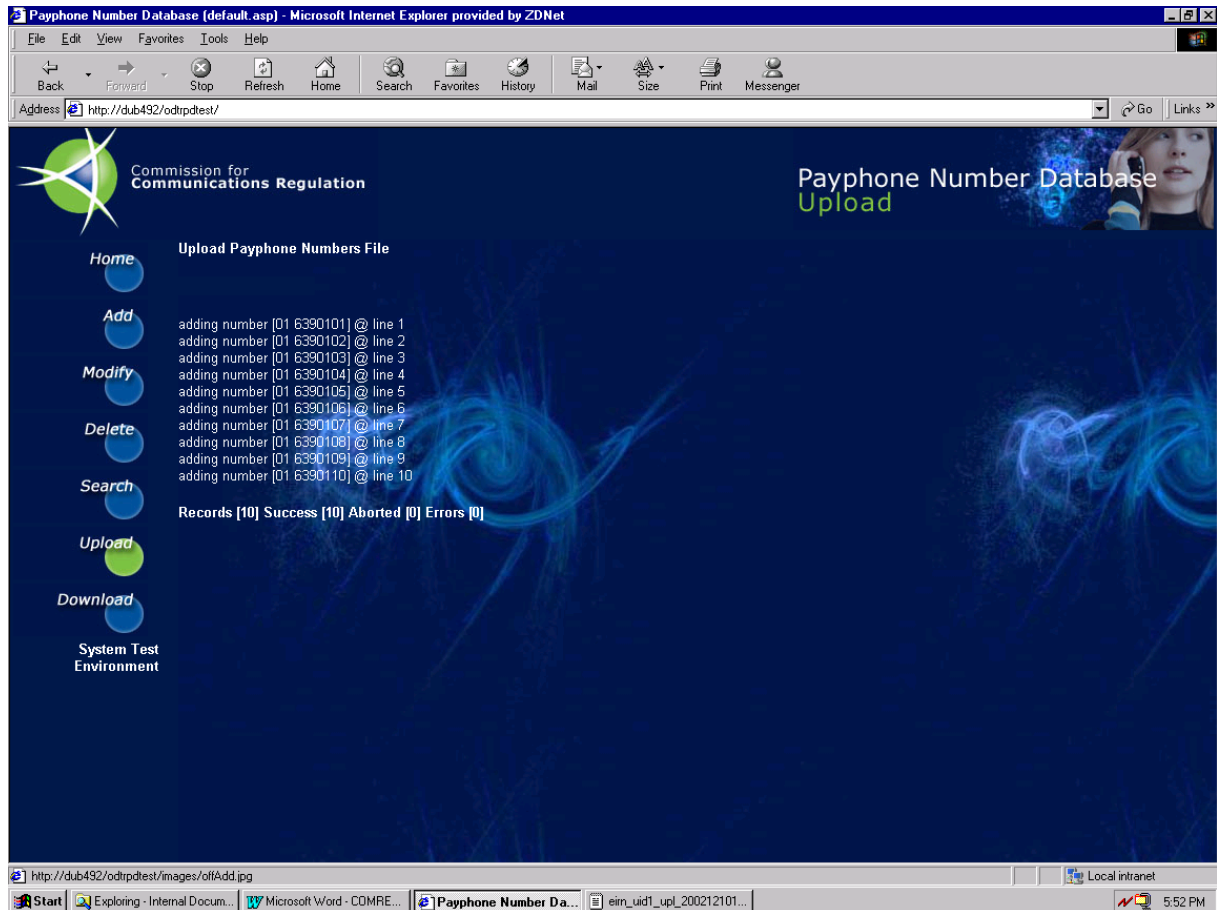 Payphone Number Database (default.asp) - Microsoft Internet Explorer provided by ZDNet
File Edit View Favorites Tools Help
Back Forward Stop Refresh Home Search Favorites History Mail Size Print Messenger
Address http://dub492/odtrpdtest/ Go Links »
Commission for
Communications Regulation
Payphone Number Database
Upload
Home
Add
Modify
Delete
Search
Upload
Download
System Test
Environment
Upload Payphone Numbers File
adding number [01 6390101] @ line 1
adding number [01 6390102] @ line 2
adding number [01 6390103] @ line 3
adding number [01 6390104] @ line 4
adding number [01 6390105] @ line 5
adding number [01 6390106] @ line 6
adding number [01 6390107] @ line 7
adding number [01 6390108] @ line 8
adding number [01 6390109] @ line 9
adding number [01 6390110] @ line 10
Records [10] Success [10] Aborted [0] Errors [0]
http://dub492/odtrpdtest/images/offAdd.jpg Local intranet
Start Exploring - Internal Docum... Microsoft Word - COMRE... Payphone Number Da... eirn_uid1_upl_200212101... 5:52 PM